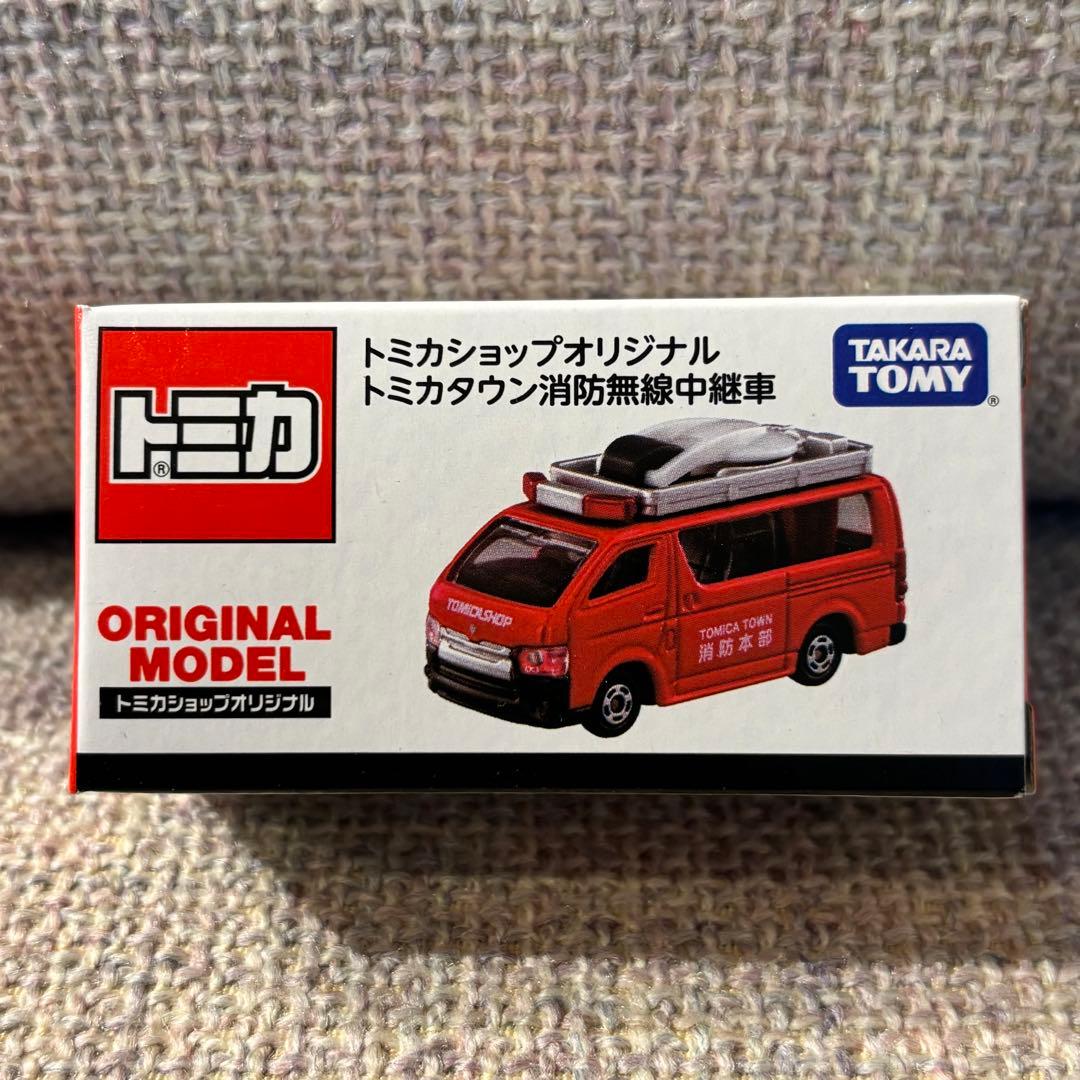 トミカ®
トミカショップオリジナル
トミカタウン消防無線中継車
TAKARA
TOMY®
ORIGINAL
MODEL
トミカショップオリジナル
TOMICASHOP
TOMICA TOWN
消防本部